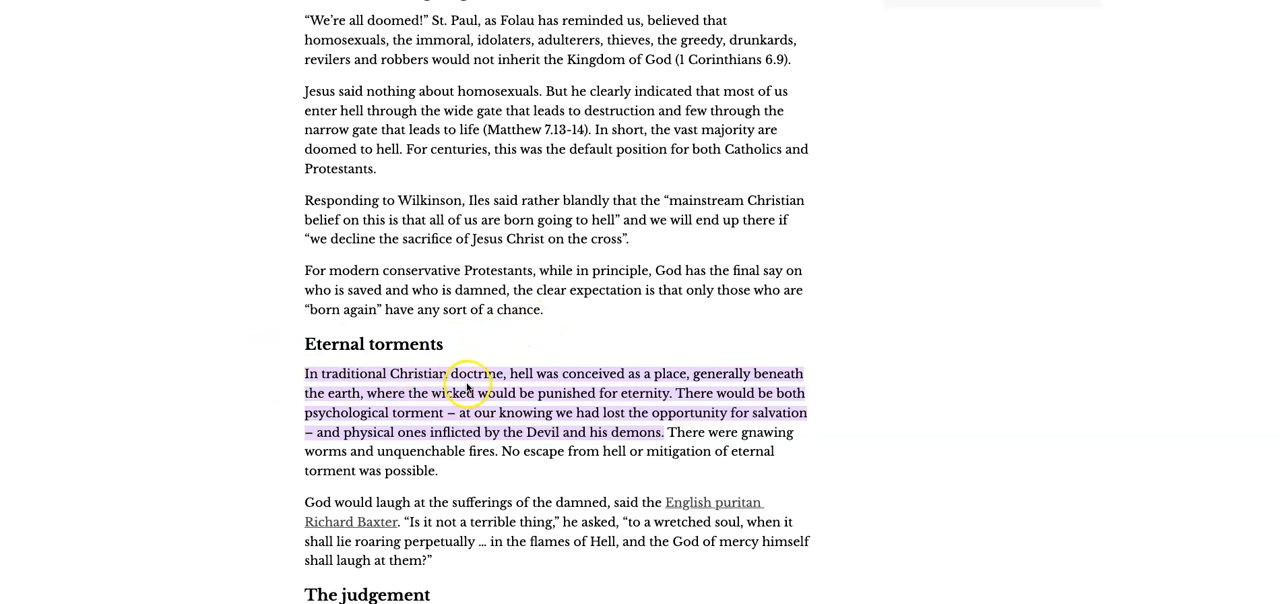 “We’re all doomed!” St. Paul, as Folau has reminded us, believed that
homosexuals, the immoral, idolaters, adulterers, thieves, the greedy, drunkards,
revilers and robbers would not inherit the Kingdom of God (1 Corinthians 6.9).
Jesus said nothing about homosexuals. But he clearly indicated that most of us
enter hell through the wide gate that leads to destruction and few through the
narrow gate that leads to life (Matthew 7.13-14). In short, the vast majority are
doomed to hell. For centuries, this was the default position for both Catholics and
Protestants.
Responding to Wilkinson, Iles said rather blandly that the “mainstream Christian
belief on this is that all of us are born going to hell” and we will end up there if
“we decline the sacrifice of Jesus Christ on the cross”.
For modern conservative Protestants, while in principle, God has the final say on
who is saved and who is damned, the clear expectation is that only those who are
“born again” have any sort of a chance.
Eternal torments
In traditional Christian doctrine, hell was conceived as a place, generally beneath
the earth, where the wicked would be punished for eternity. There would be both
psychological torment – at our knowing we had lost the opportunity for salvation
– and physical ones inflicted by the Devil and his demons. There were gnawing
worms and unquenchable fires. No escape from hell or mitigation of eternal
torment was possible.
God would laugh at the sufferings of the damned, said the English puritan
Richard Baxter. “Is it not a terrible thing,” he asked, “to a wretched soul, when it
shall lie roaring perpetually … in the flames of Hell, and the God of mercy himself
shall laugh at them?”
The judgement